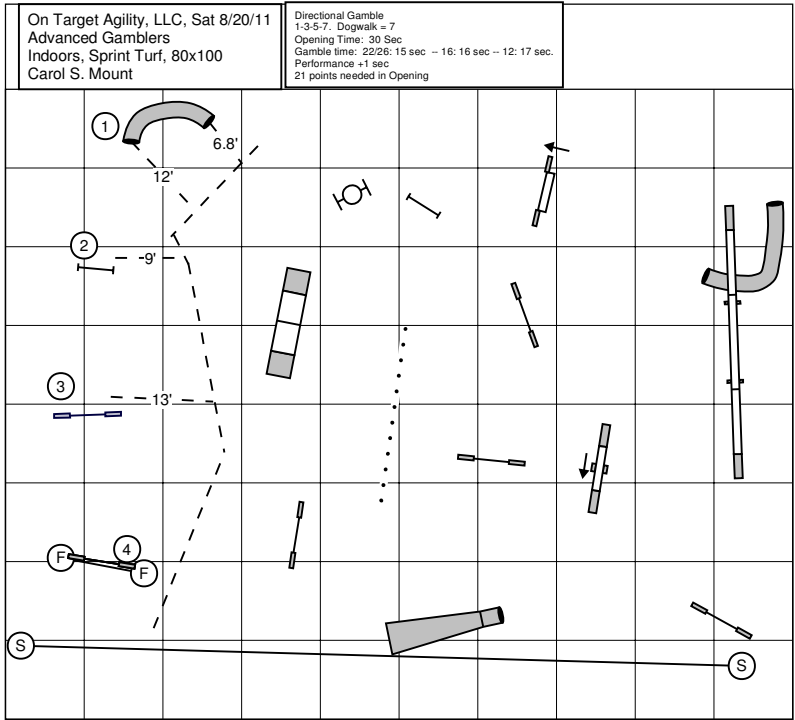 On Target Agility, LLC, Sat 8/20/11
Advanced Gamblers
Indoors, Sprint Turf, 80x100
Carol S. Mount
Directional Gamble
1-3-5-7. Dogwalk = 7
Opening Time: 30 Sec
Gamble time: 22/26: 15 sec -- 16: 16 sec -- 12: 17 sec.
Performance +1 sec
21 points needed in Opening
1
6.8'
12'
2
9'
3
13'
4
F
F
S
S